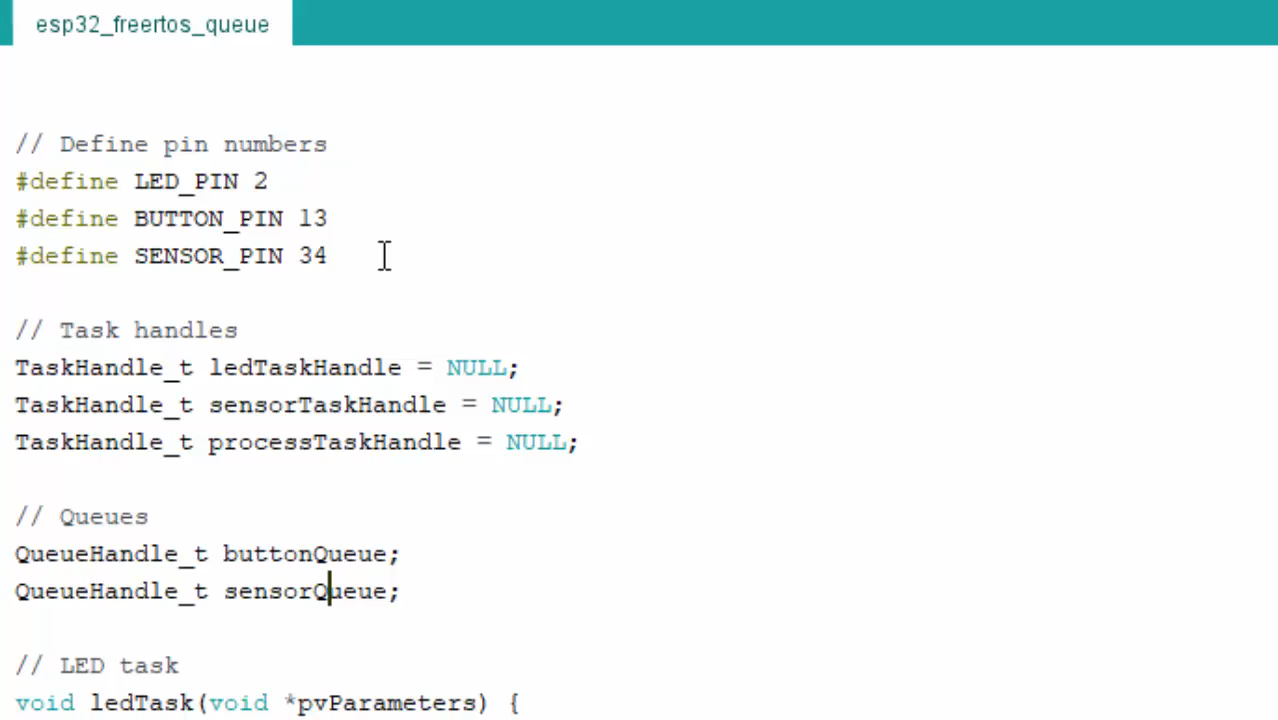 esp32_freertos_queue
// Define pin numbers
#define LED_PIN 2
#define BUTTON_PIN 13
#define SENSOR_PIN 34
// Task handles
TaskHandle_t ledTaskHandle = NULL;
TaskHandle_t sensorTaskHandle = NULL;
TaskHandle_t processTaskHandle = NULL;
// Queues
QueueHandle_t buttonQueue;
QueueHandle_t sensorQueue;
// LED task
void ledTask(void *pvParameters) {